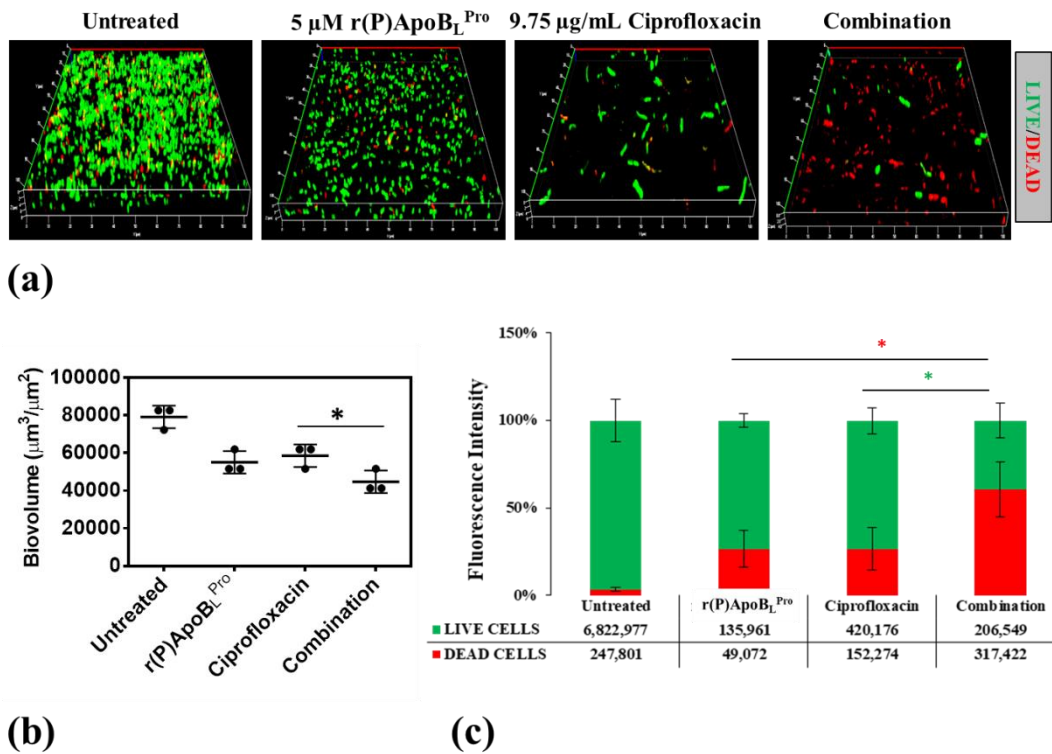 Untreated 5 µM r(P)ApoB_L^Pro 9.75 µg/mL Ciprofloxacin Combination
LIVE/DEAD
(a)
Biovolume (µm³/µm²)
100000
80000
60000
40000
20000
0
*
Untreated
r(P)ApoB_L^Pro
Ciprofloxacin
Combination
(b)
Fluorescence Intensity
150%
100%
50%
0%
*
*
Untreated r(P)ApoB_L^Pro Ciprofloxacin Combination
LIVE CELLS 6,822,977 135,961 420,176 206,549
DEAD CELLS 247,801 49,072 152,274 317,422
(c)